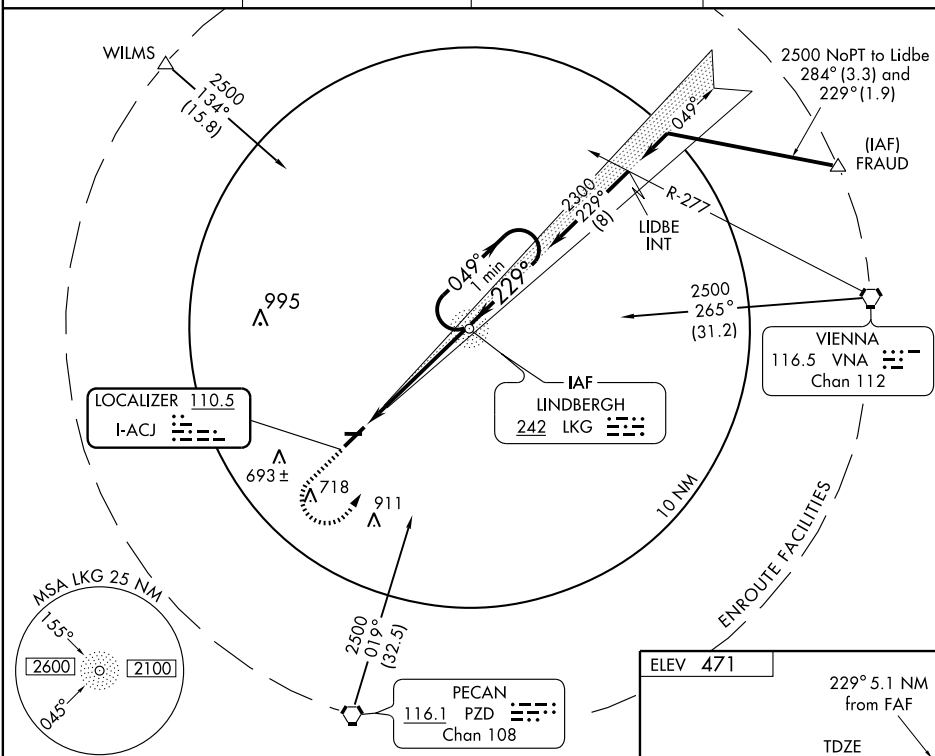 WILMS
2500
134°
(15.8)
2500 NoPT to Lidbe
284° (3.3) and
229° (1.9)
(IAF)
FRAUD
049°
R-277
2300
229°
(8)
LIDBE
INT
049°
1 min
229°
995
2500
265°
(31.2)
VIENNA
116.5 VNA
Chan 112
IAF
LINDBERGH
242 LKG
LOCALIZER 110.5
I-ACJ
693 ±
718
911
10 NM
ENROUTE FACILITIES
MSA LKG 25 NM
155°
2600
2100
045°
2500
019°
(32.5)
PECAN
116.1 PZD
Chan 108
ELEV 471
229° 5.1 NM
from FAF
TDZE